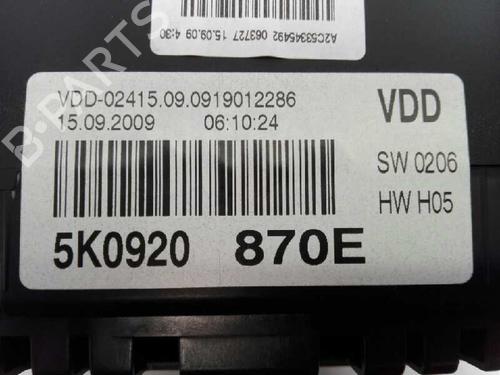 A2C53345492 063727 15.09.09 4:30
VDD-02415.09.0919012286
15.09.2009 06:10:24
VDD
SW 0206
HW H05
5K0920 870E
B-PARTS